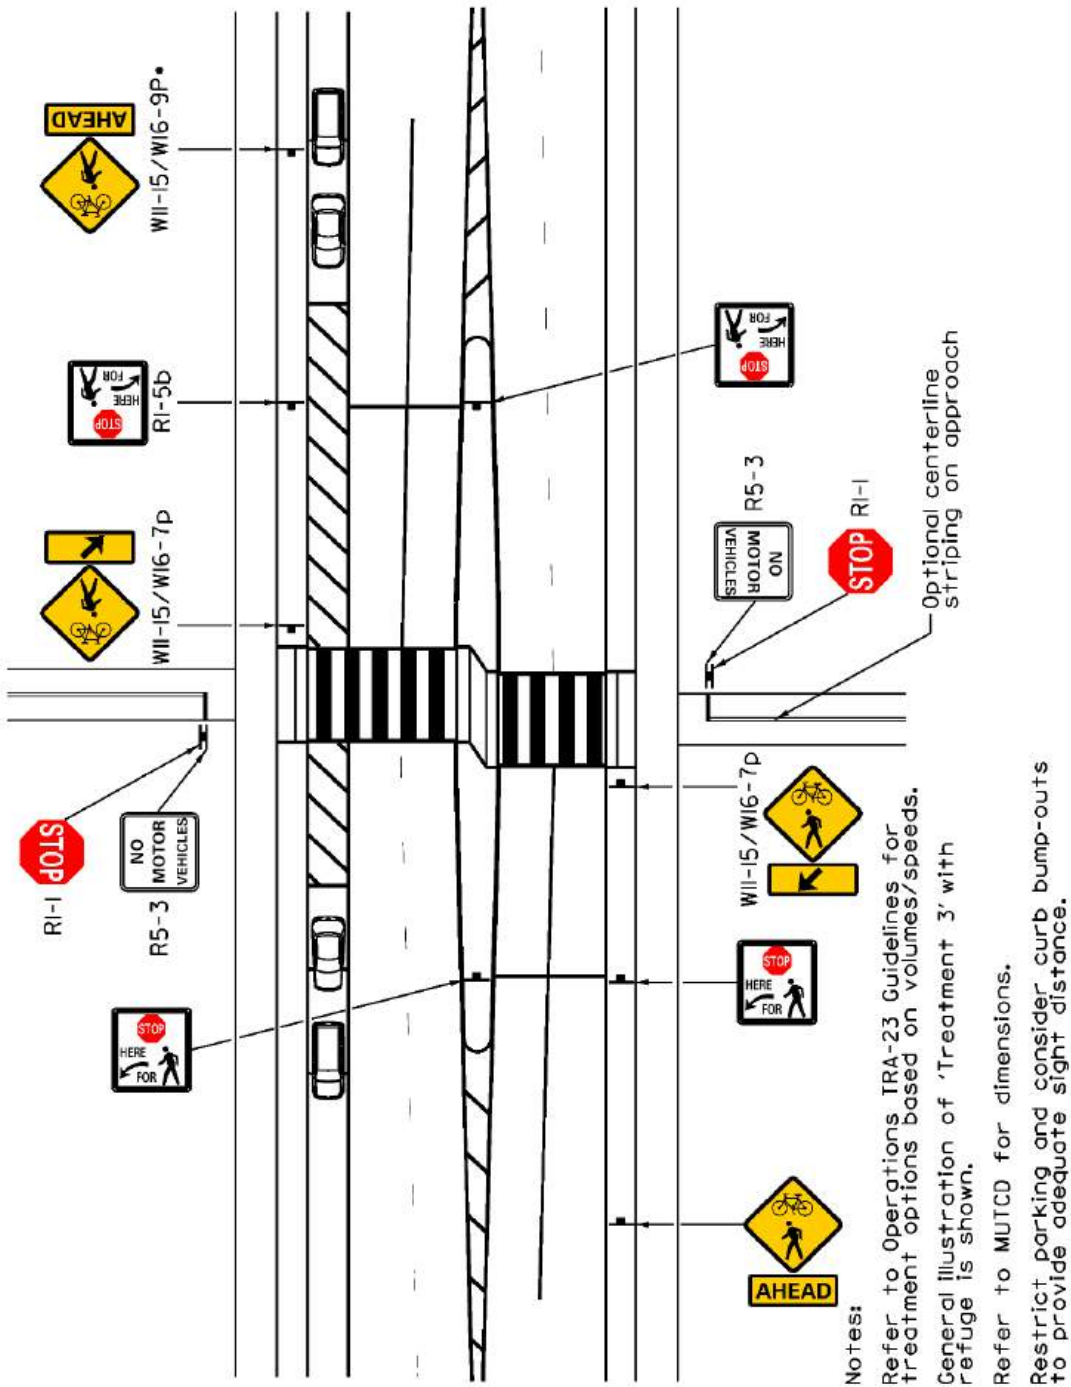 AHEAD
W11-15/W16-9P•
STOP
HERE
FOR
R1-5b
W11-15/W16-7p
STOP
R1-1
NO
MOTOR
VEHICLES
R5-3
STOP
HERE
FOR
STOP
HERE
FOR
NO
MOTOR
VEHICLES
R5-3
STOP
R1-1
Optional centerline
striping on approach
W11-15/W16-7p
STOP
HERE
FOR
AHEAD
Notes:
Refer to Operations TRA-23 Guidelines for
treatment options based on volumes/speeds.
General illustration of 'Treatment 3' with
refuge is shown.
Refer to MUTCD for dimensions.
Restrict parking and consider curb bump-outs
to provide adequate sight distance.